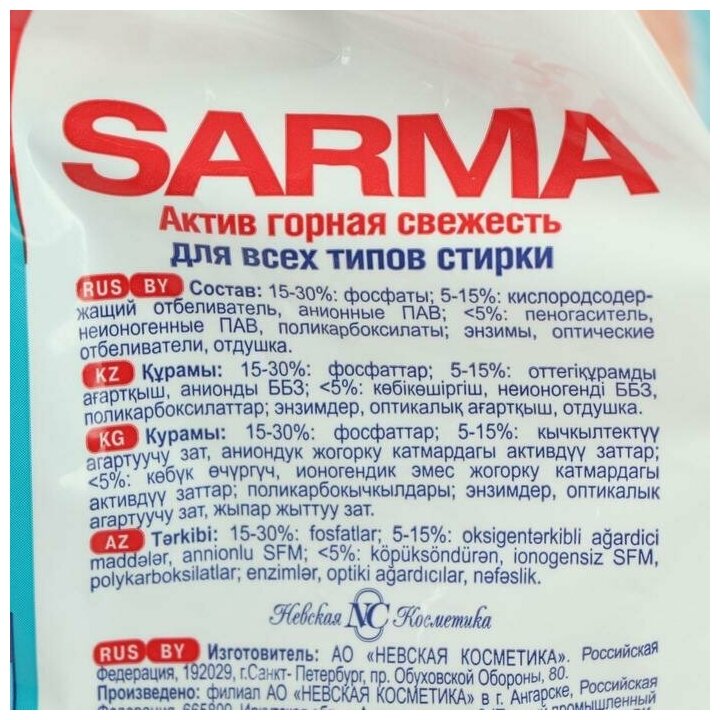 SARMA
Актив горная свежесть
для всех типов стирки
RUS BY Состав: 15-30%: фосфаты; 5-15%: кислородсодер-
жащий отбеливатель, анионные ПАВ; <5%: пеногаситель,
неионогенные ПАВ, поликарбоксилаты; энзимы, оптические
отбеливатели, отдушка.
KZ Құрамы: 15-30%: фосфаттар; 5-15%: оттегіқұрамды
ағартқыш, анионды ББЗ; <5%: көбікөшіргіш, неионогенді ББЗ,
поликарбоксилаттар; энзимдер, оптикалық ағартқыш, отдушка.
KG Курамы: 15-30%: фосфаттар; 5-15%: кычкылтектүү
агартуучу зат, аниондук жогорку катмардагы активдүү заттар;
<5%: көбүк өчүргүч, ионогендик эмес жогорку катмардагы
активдүү заттар; поликарбокычкылдары; энзимдер, оптикалык
агартуучу зат, жыпар жыттуу зат.
AZ Tərkibi: 15-30%: fosfatlar; 5-15%: oksigentərkibli ağardici
maddələr, annionlu SFM; <5%: köpüksöndürən, ionogensiz SFM,
polykarboksilatlar; enzimlər, optiki ağardıcılar, nəfəslik.
Невская NC Косметика
RUS BY Изготовитель: АО «НЕВСКАЯ КОСМЕТИКА». Российская
Федерация, 192029, г.Санкт- Петербург, пр. Обуховской Обороны, 80.
Произведено: филиал АО «НЕВСКАЯ КОСМЕТИКА» в г. Ангарске, Российская